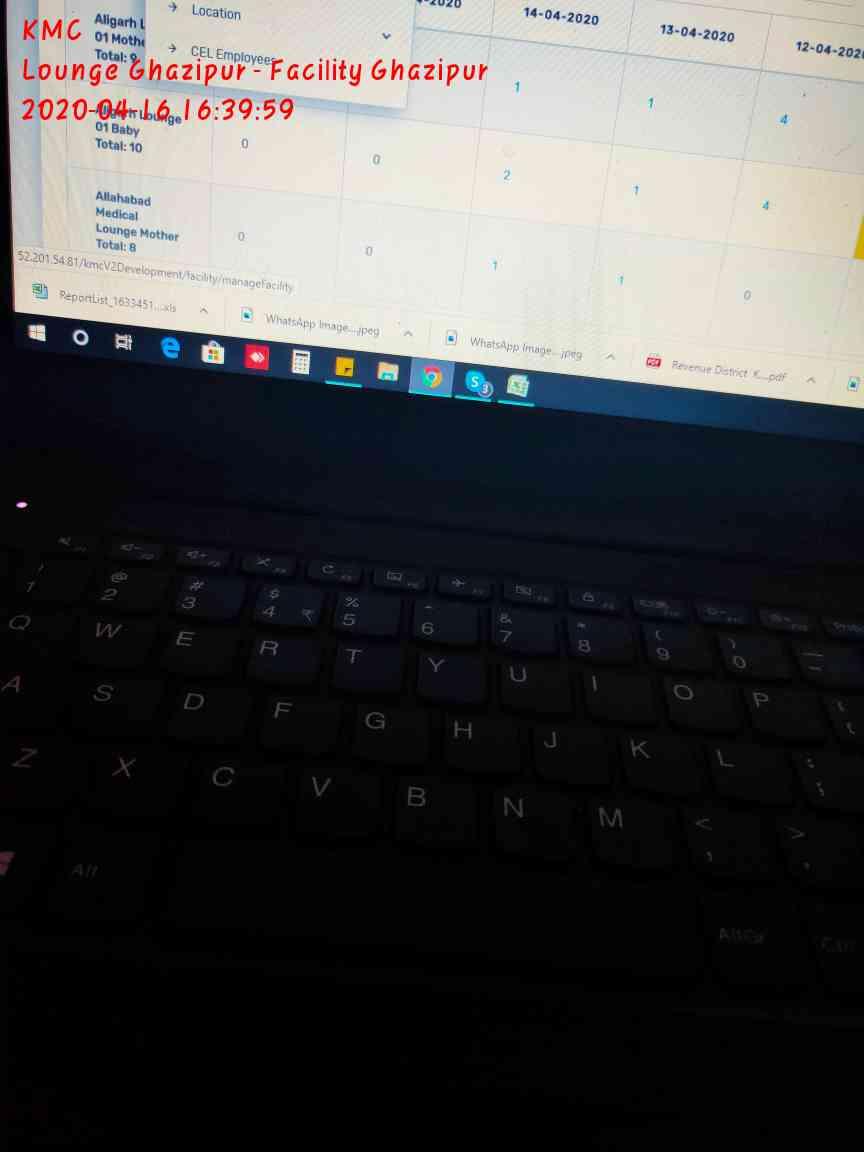 KMC
Lounge Ghazipur - Facility Ghazipur
2020-04-16 16:39:59
Location
CEL Employees
-2020
14-04-2020
13-04-2020
12-04-2020
Aligarh L
01 Mothe
Total: 9
1
1
4
Aligarh Lounge
01 Baby
Total: 10
0
0
2
1
4
Allahabad
Medical
Lounge Mother
Total: 8
0
0
1
1
0
52.201.54.81/kmcV2Development/facility/manageFacility
ReportList_1633451....xls
WhatsApp Image....jpeg
WhatsApp Image....jpeg
Revenue District K....pdf
PDF
S 3
! 1
@ 2
# 3
$ 4 ₹
% 5
^ 6
& 7
* 8
( 9
) 0
Q W E R T Y U I O P
A S D F G H J K L
Z X C V B N M < , >
Alt
AltGr